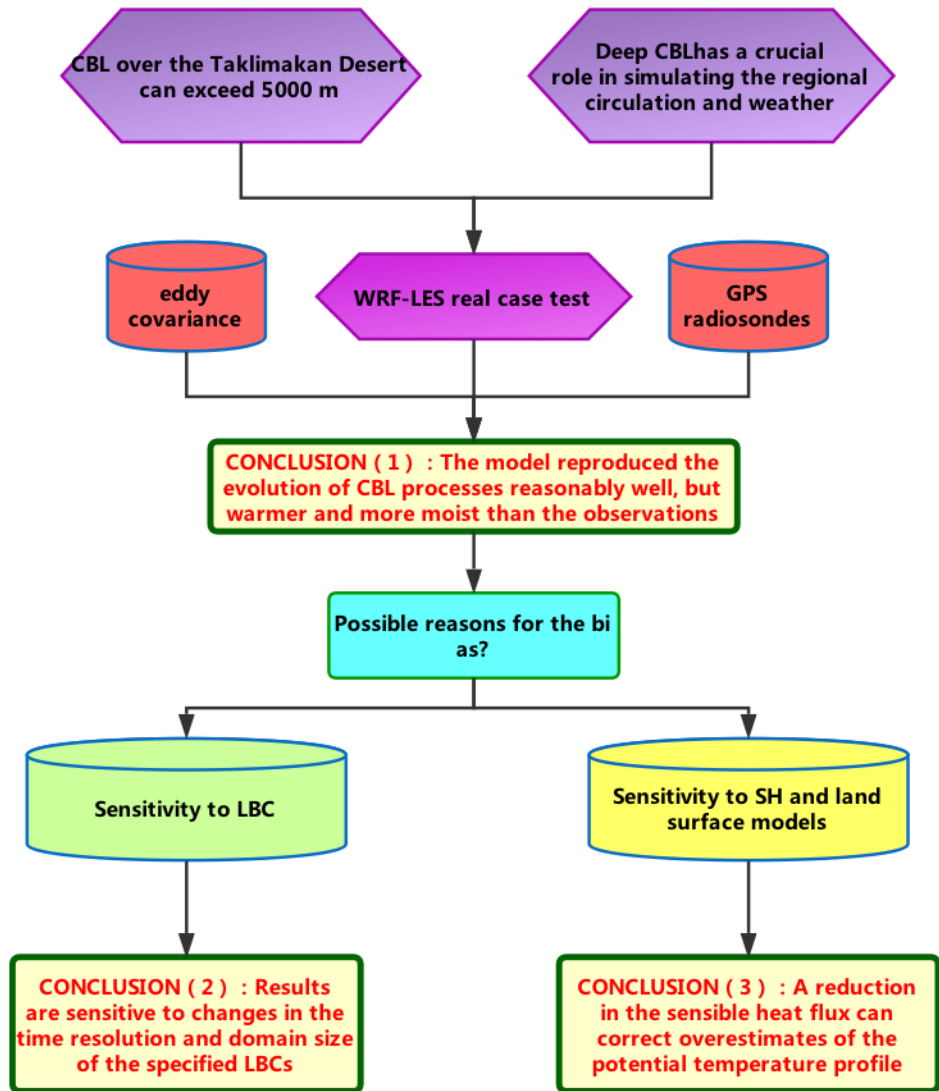 CBL over the Taklimakan Desert
can exceed 5000 m
Deep CBLhas a crucial
role in simulating the regional
circulation and weather
eddy
covariance
WRF-LES real case test
GPS
radiosondes
CONCLUSION ( 1 ) : The model reproduced the
evolution of CBL processes reasonably well, but
warmer and more moist than the observations
Possible reasons for the bi
as?
Sensitivity to LBC
Sensitivity to SH and land
surface models
CONCLUSION ( 2 ) : Results
are sensitive to changes in the
time resolution and domain size
of the specified LBCs
CONCLUSION ( 3 ) : A reduction
in the sensible heat flux can
correct overestimates of the
potential temperature profile